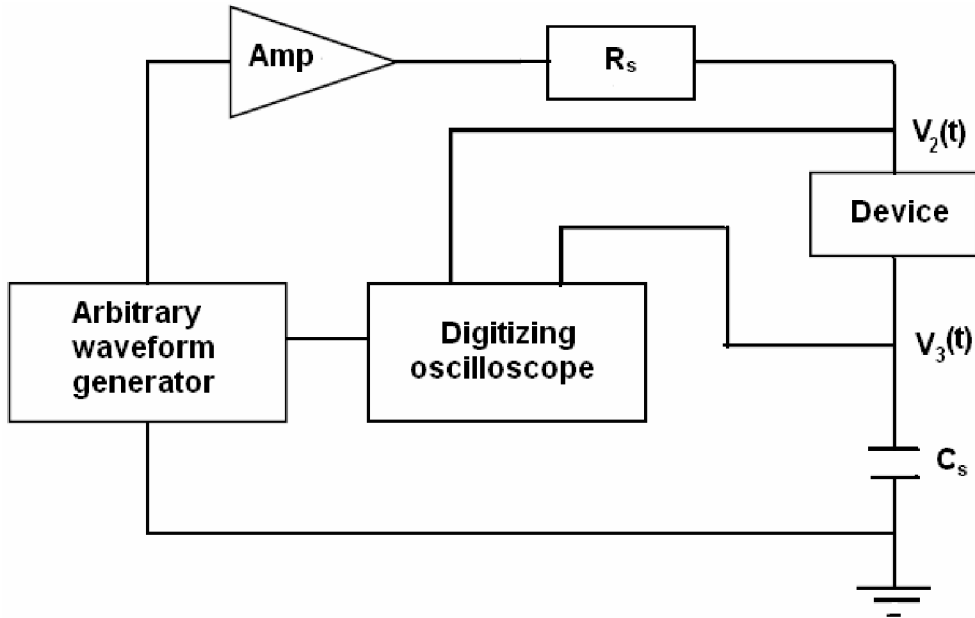 Amp
Rs
V2(t)
Device
Arbitrary
waveform
generator
Digitizing
oscilloscope
V3(t)
Cs